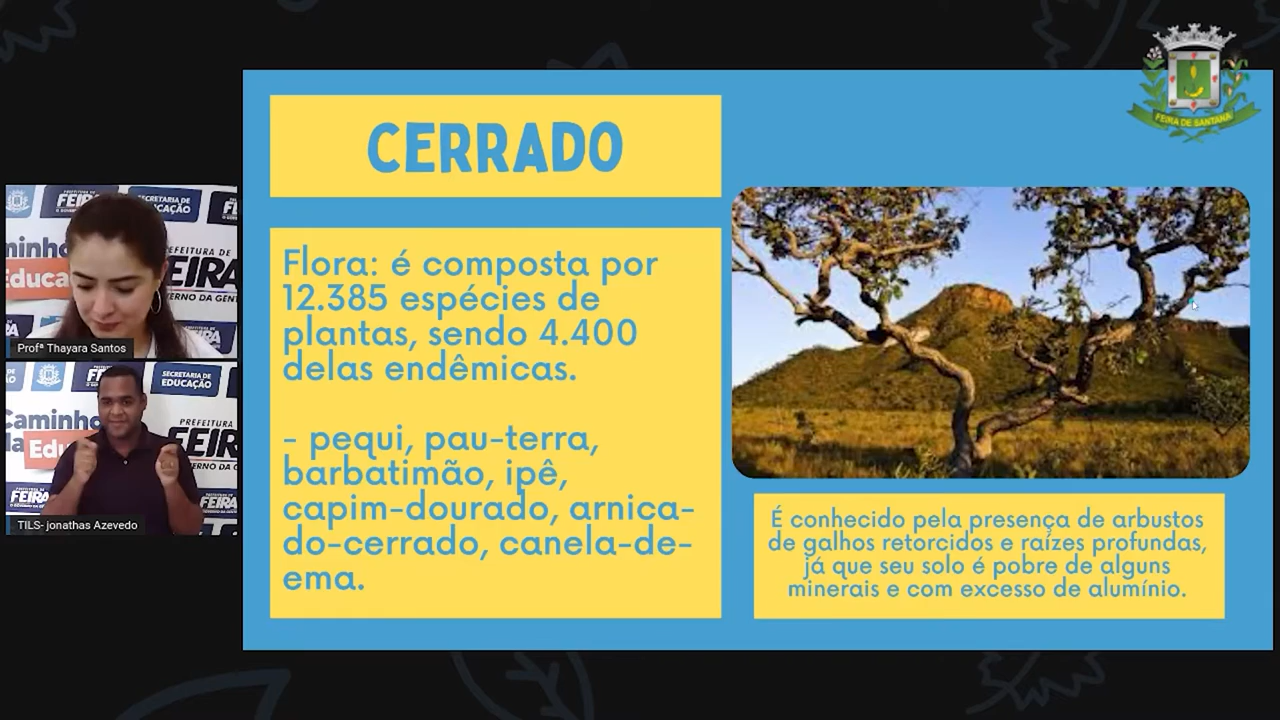 FEIRA DE SANTANA
CERRADO
Flora: é composta por
12.385 espécies de
plantas, sendo 4.400
delas endêmicas.
- pequi, pau-terra,
barbatimão, ipê,
capim-dourado, arnica-
do-cerrado, canela-de-
ema.
É conhecido pela presença de arbustos
de galhos retorcidos e raízes profundas,
já que seu solo é pobre de alguns
minerais e com excesso de alumínio.
SECRETARIA DE
Profª Thayara Santos
SECRETARIA DE
EDUCAÇÃO
Caminho
PREFEITURA
FEIRA
TILS- jonathas Azevedo